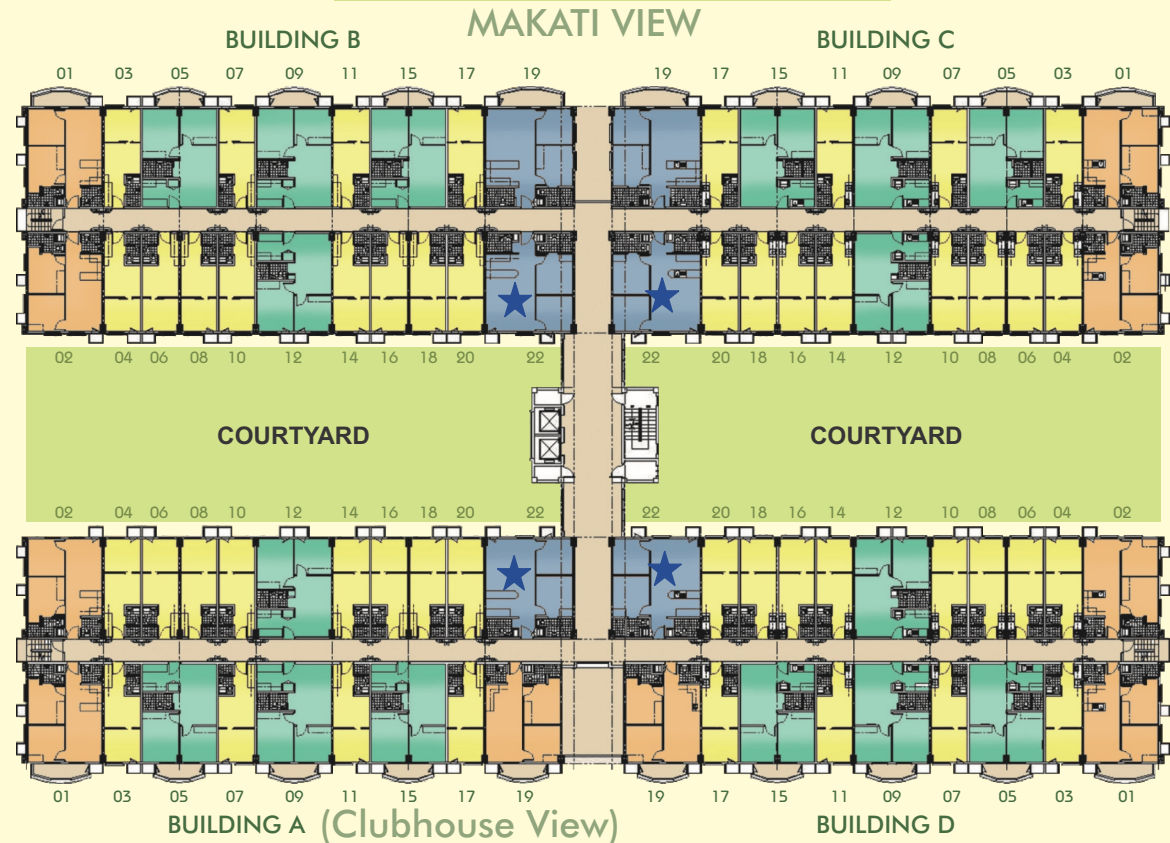 MAKATI VIEW
BUILDING B BUILDING C
01 03 05 07 09 11 15 17 19 19 17 15 11 09 07 05 03 01
02 04 06 08 10 12 14 16 18 20 22 22 20 18 16 14 12 10 08 06 04 02
COURTYARD COURTYARD
02 04 06 08 10 12 14 16 18 20 22 22 20 18 16 14 12 10 08 06 04 02
01 03 05 07 09 11 15 17 19 19 17 15 11 09 07 05 03 01
BUILDING A (Clubhouse View) BUILDING D